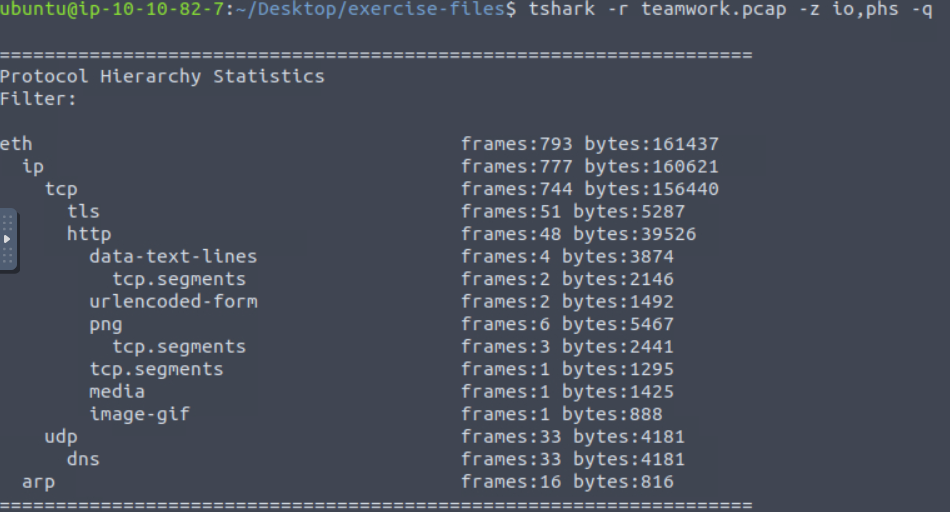 ubuntu@ip-10-10-82-7:~/Desktop/exercise-files$ tshark -r teamwork.pcap -z io,phs -q

===================================================================
Protocol Hierarchy Statistics
Filter:

eth                                      frames:793 bytes:161437
  ip                                     frames:777 bytes:160621
    tcp                                  frames:744 bytes:156440
      tls                                frames:51 bytes:5287
      http                               frames:48 bytes:39526
        data-text-lines                  frames:4 bytes:3874
          tcp.segments                   frames:2 bytes:2146
        urlencoded-form                  frames:2 bytes:1492
        png                              frames:6 bytes:5467
          tcp.segments                   frames:3 bytes:2441
        tcp.segments                     frames:1 bytes:1295
        media                            frames:1 bytes:1425
        image-gif                        frames:1 bytes:888
    udp                                  frames:33 bytes:4181
      dns                                frames:33 bytes:4181
  arp                                    frames:16 bytes:816
===================================================================